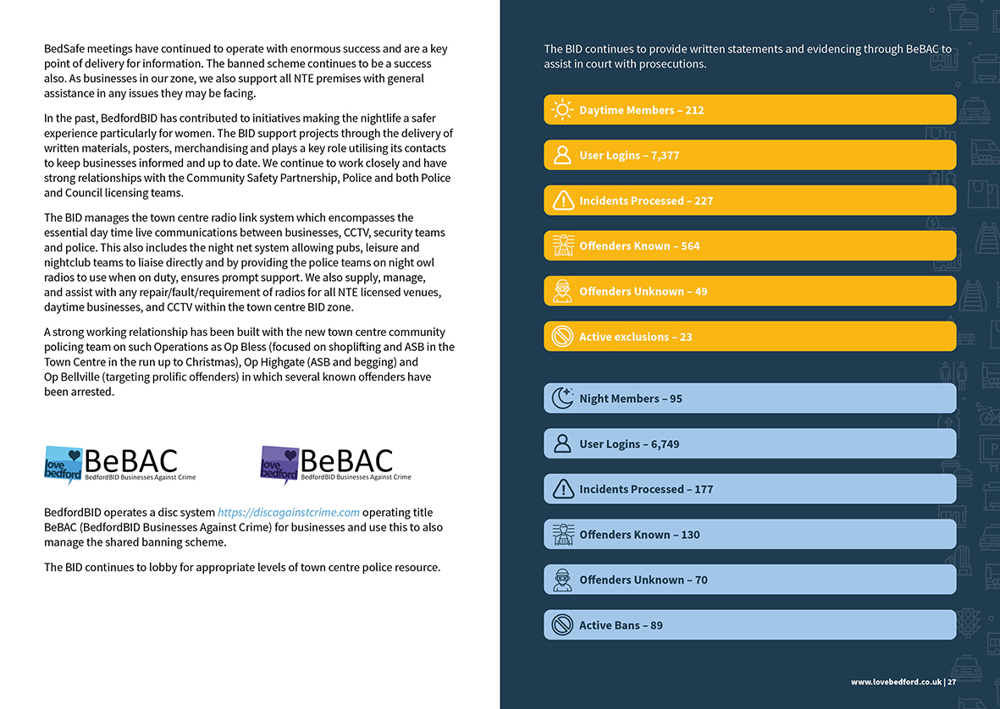 BedSafe meetings have continued to operate with enormous success and are a key
point of delivery for information. The banned scheme continues to be a success
also. As businesses in our zone, we also support all NTE premises with general
assistance in any issues they may be facing.
In the past, BedfordBID has contributed to initiatives making the nightlife a safer
experience particularly for women. The BID support projects through the delivery of
written materials, posters, merchandising and plays a key role utilising its contacts
to keep businesses informed and up to date. We continue to work closely and have
strong relationships with the Community Safety Partnership, Police and both Police
and Council licensing teams.
The BID manages the town centre radio link system which encompasses the
essential day time live communications between businesses, CCTV, security teams
and police. This also includes the night net system allowing pubs, leisure and
nightclub teams to liaise directly and by providing the police teams on night owl
radios to use when on duty, ensures prompt support. We also supply, manage,
and assist with any repair/fault/requirement of radios for all NTE licensed venues,
daytime businesses, and CCTV within the town centre BID zone.
A strong working relationship has been built with the new town centre community
policing team on such Operations as Op Bless (focused on shoplifting and ASB in the
Town Centre in the run up to Christmas), Op Highgate (ASB and begging) and
Op Bellville (targeting prolific offenders) in which several known offenders have
been arrested.
love
bedford
BeBAC
BedfordBID Businesses Against Crime
love
bedford
BeBAC
BedfordBID Businesses Against Crime
BedfordBID operates a disc system https://discagainstcrime.com operating title
BeBAC (BedfordBID Businesses Against Crime) for businesses and use this to also
manage the shared banning scheme.
The BID continues to lobby for appropriate levels of town centre police resource.
The BID continues to provide written statements and evidencing through BeBAC to
assist in court with prosecutions.
Daytime Members – 212
User Logins – 7,377
Incidents Processed – 227
Offenders Known – 564
Offenders Unknown – 49
Active exclusions – 23
Night Members – 95
User Logins – 6,749
Incidents Processed – 177
Offenders Known – 130
Offenders Unknown – 70
Active Bans – 89
P
www.lovebedford.co.uk | 27